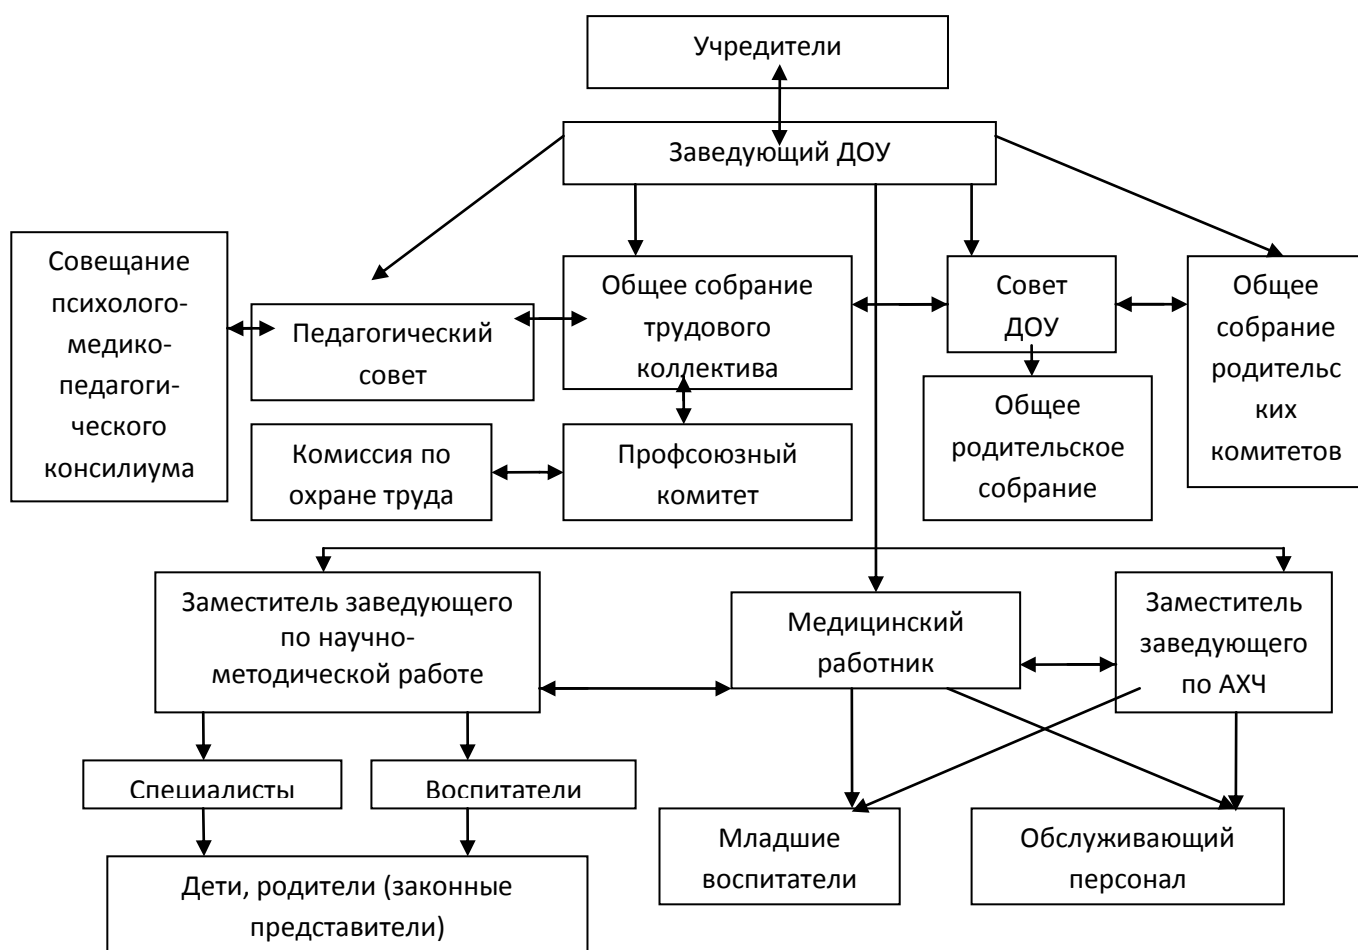 Учредители
Заведующий ДОУ
Совещание
психолого-
медико-
педагоги-
ческого
консилиума
Педагогический
совет
Общее собрание
трудового
коллектива
Совет
ДОУ
Общее
собрание
родительс
ких
комитетов
Комиссия по
охране труда
Профсоюзный
комитет
Общее
родительское
собрание
Заместитель заведующего
по научно-
методической работе
Медицинский
работник
Заместитель
заведующего
по АХЧ
Специалисты
Воспитатели
Младшие
воспитатели
Обслуживающий
персонал
Дети, родители (законные
представители)